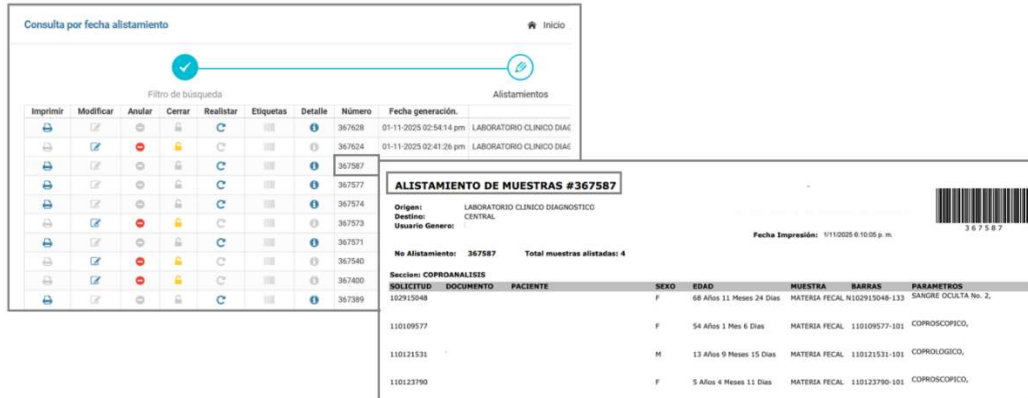 Consulta por fecha alistamiento
Inicio
Filtro de búsqueda
Alistamientos
Imprimir Modificar Anular Cerrar Realistar Etiquetas Detalle Número Fecha generación.
367628 01-11-2025 02:54:14 pm LABORATORIO CLINICO DIAG
367624 01-11-2025 02:41:26 pm LABORATORIO CLINICO DIAG
367587
367577
367574
367573
367571
367540
367400
367389
ALISTAMIENTO DE MUESTRAS #367587
Origen: LABORATORIO CLINICO DIAGNOSTICO
Destino: CENTRAL
Usuario Genero:
Fecha Impresión: 1/11/2025 6:10:05 p. m.
367587
No Alistamiento: 367587 Total muestras alistadas: 4
Seccion: COPROANALISIS
SOLICITUD DOCUMENTO PACIENTE SEXO EDAD MUESTRA BARRAS PARAMETROS
102915048 F 68 Años 11 Meses 24 Dias MATERIA FECAL N102915048-133 SANGRE OCULTA No. 2,
110109577 F 54 Años 1 Mes 6 Dias MATERIA FECAL 110109577-101 COPROSCOPICO,
110121531 M 13 Años 9 Meses 15 Dias MATERIA FECAL 110121531-101 COPROLOGICO,
110123790 F 5 Años 4 Meses 11 Dias MATERIA FECAL 110123790-101 COPROSCOPICO,